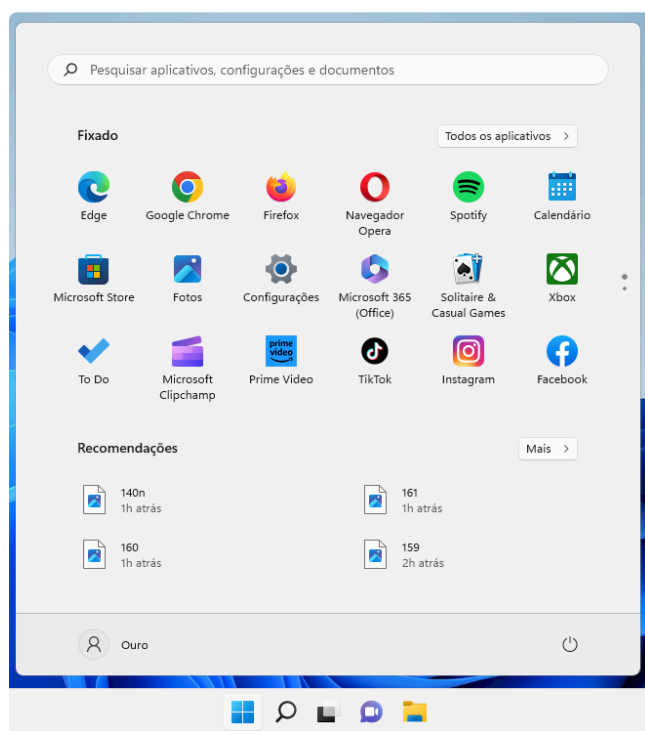 Pesquisar aplicativos, configurações e documentos
Fixado
Todos os aplicativos
Edge
Google Chrome
Firefox
Navegador
Opera
Spotify
Calendário
Microsoft Store
Fotos
Configurações
Microsoft 365
(Office)
Solitaire &
Casual Games
Xbox
prime
video
To Do
Microsoft
Clipchamp
Prime Video
TikTok
Instagram
Facebook
Recomendações
Mais
140n
1h atrás
161
1h atrás
160
1h atrás
159
2h atrás
Ouro